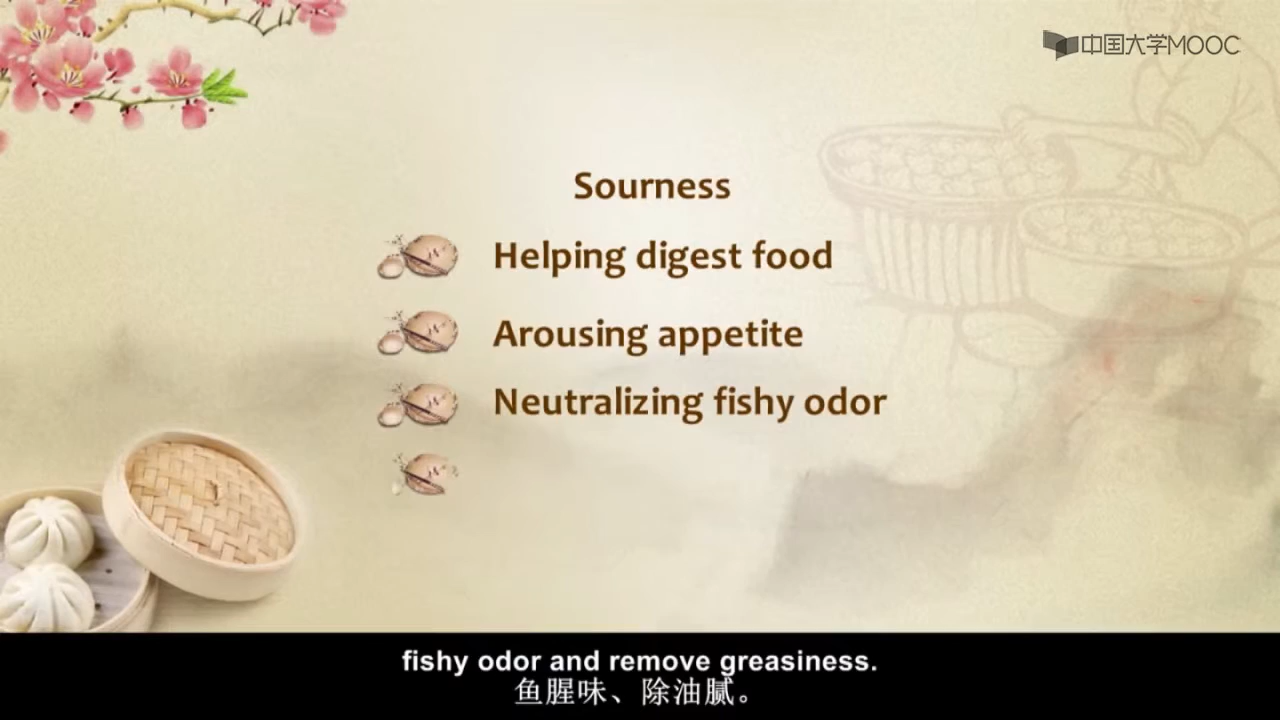 中国大学MOOC
Sourness
Helping digest food
Arousing appetite
Neutralizing fishy odor
fishy odor and remove greasiness.
鱼腥味、除油腻。